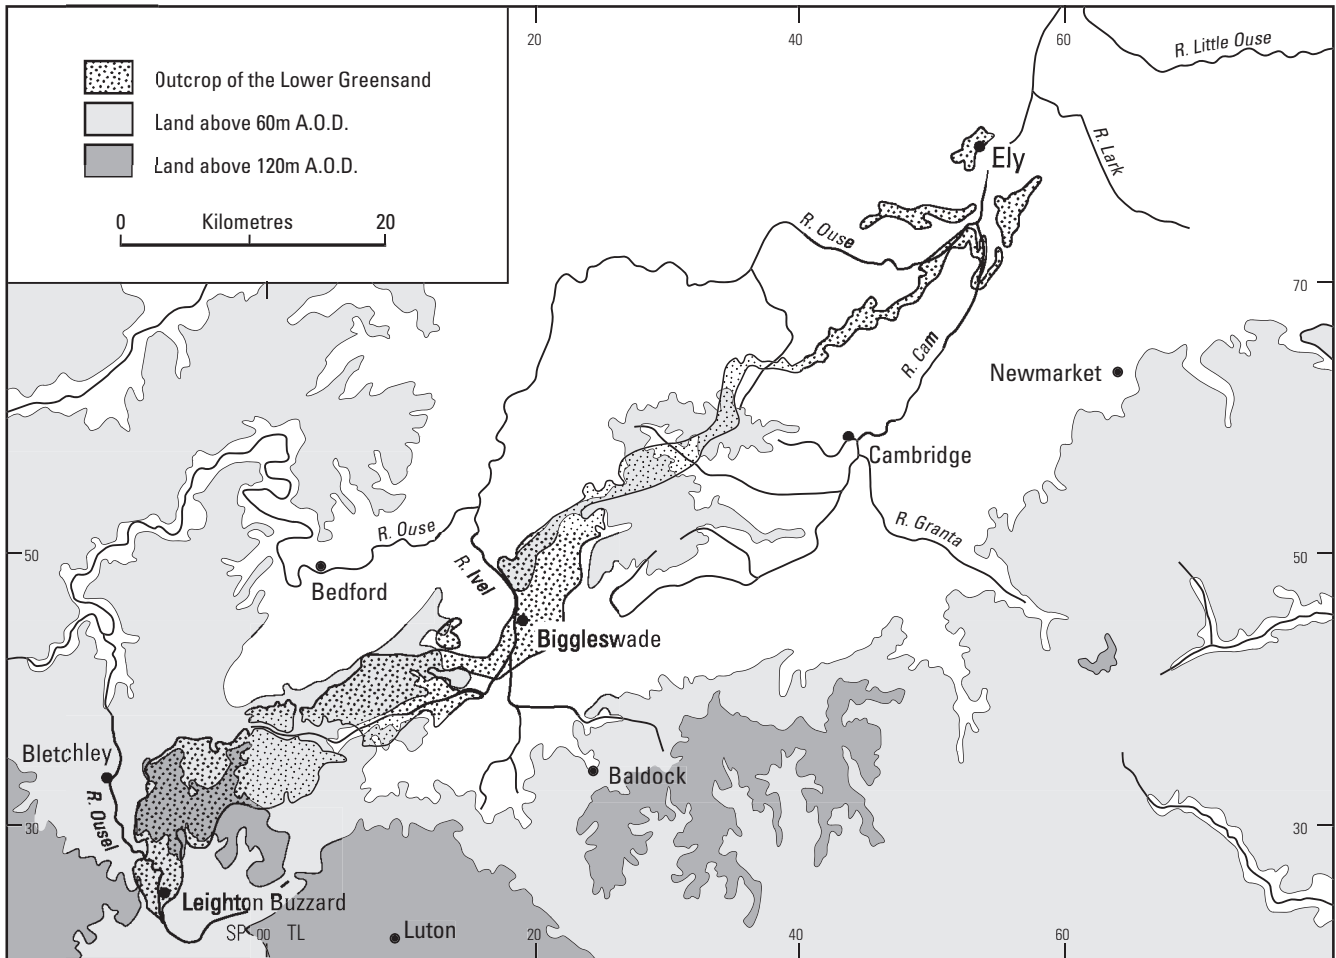 20
40
60
R. Little Ouse
Outcrop of the Lower Greensand
Land above 60m A.O.D.
Land above 120m A.O.D.
0 Kilometres 20
R. Lark
Ely
R. Ouse
70
R. Cam
Newmarket
Cambridge
R. Ouse
R. Granta
50
50
R. Ivel
Bedford
Biggleswade
Bletchley
Baldock
R. Ousel
30
30
Leighton Buzzard
SP 00 TL
Luton
20
40
60